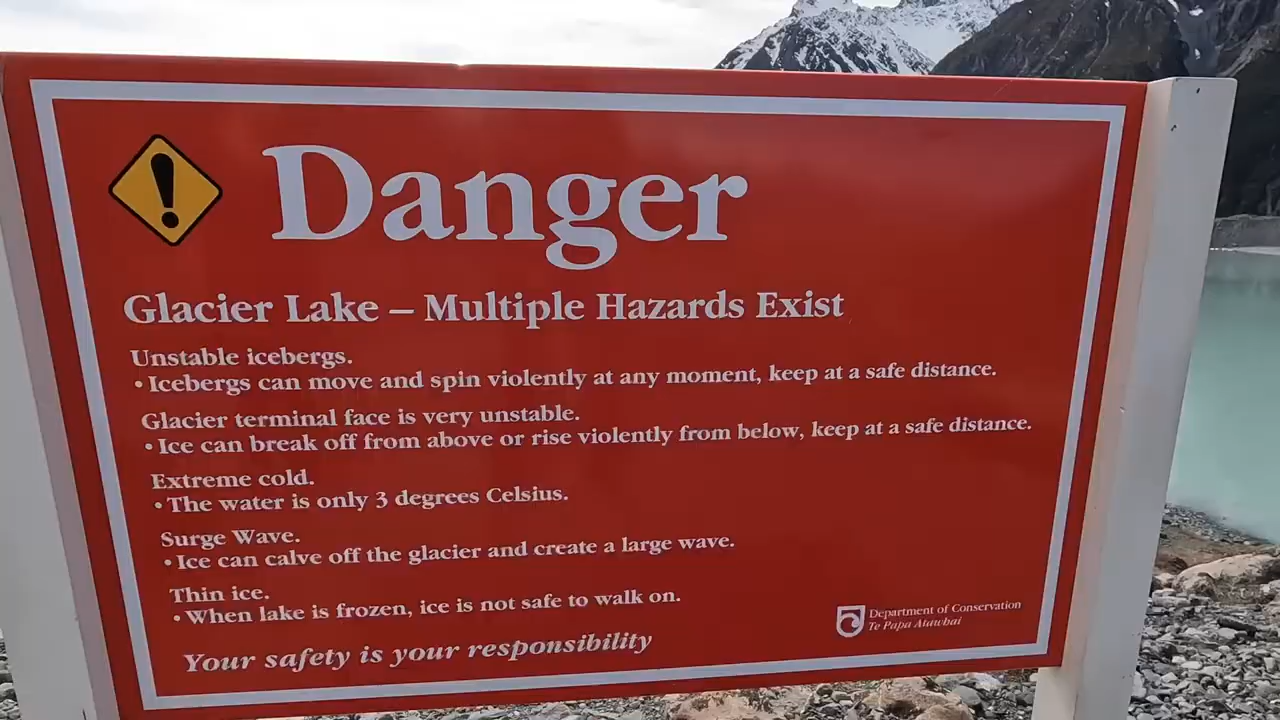 Danger
Glacier Lake – Multiple Hazards Exist
Unstable icebergs.
• Icebergs can move and spin violently at any moment, keep at a safe distance.
Glacier terminal face is very unstable.
• Ice can break off from above or rise violently from below, keep at a safe distance.
Extreme cold.
• The water is only 3 degrees Celsius.
Surge Wave.
• Ice can calve off the glacier and create a large wave.
Thin ice.
• When lake is frozen, ice is not safe to walk on.
Department of Conservation
Te Papa Atawhai
Your safety is your responsibility